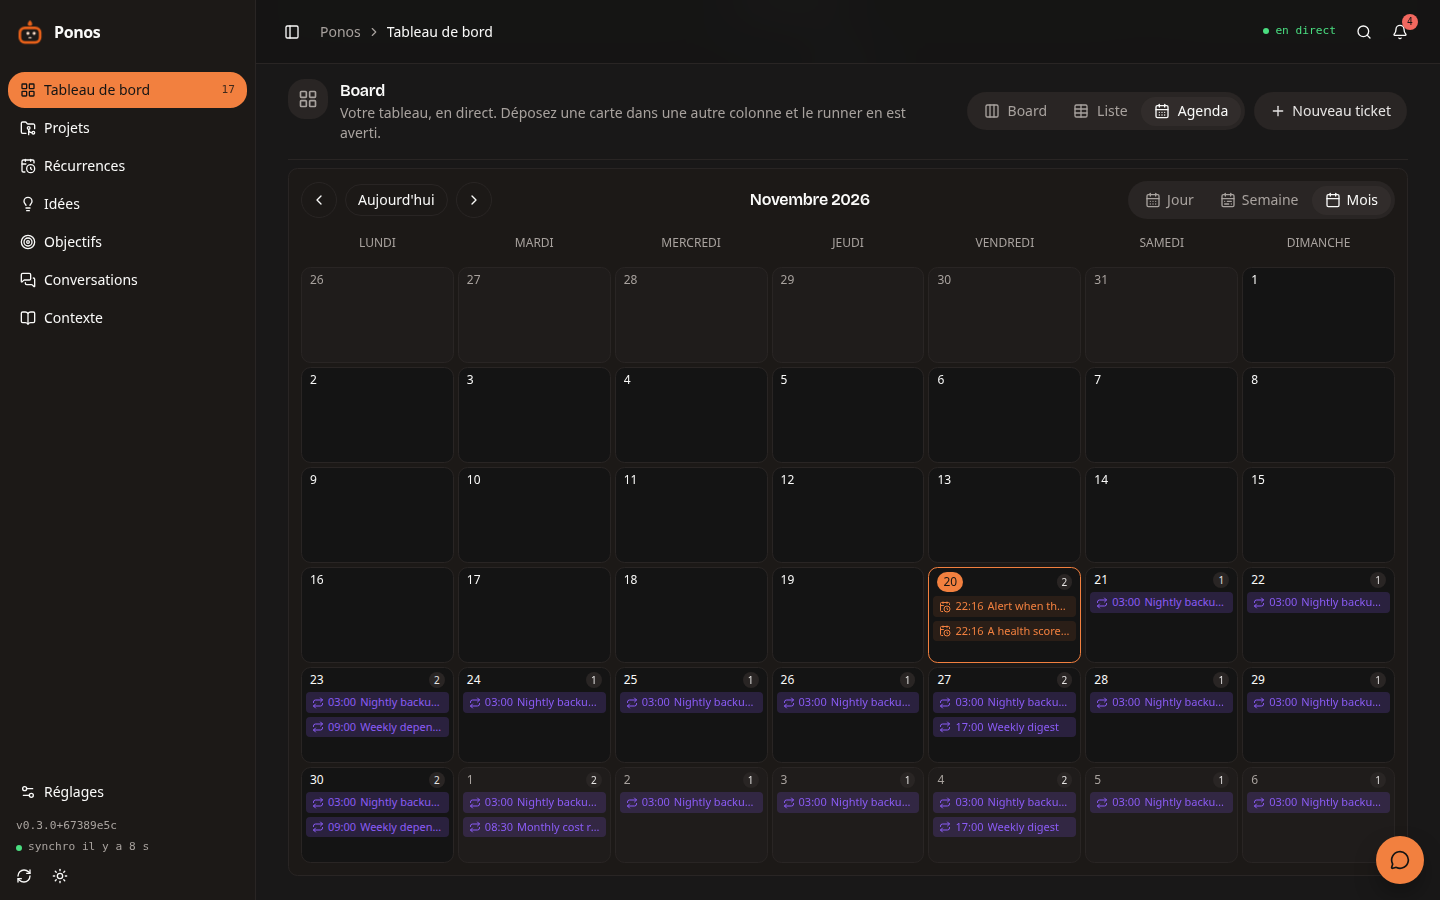 Ponos
Tableau de bord 17
Projets
Récurrences
Idées
Objectifs
Conversations
Contexte
Réglages
v0.3.0+67389e5c
synchro il y a 8 s
Ponos > Tableau de bord
en direct
4
Board
Votre tableau, en direct. Déposez une carte dans une autre colonne et le runner en est
averti.
Board Liste Agenda
Nouveau ticket
Aujourd'hui
Novembre 2026
Jour Semaine Mois
LUNDI MARDI MERCREDI JEUDI VENDREDI SAMEDI DIMANCHE
26 27 28 29 30 31 1
2 3 4 5 6 7 8
9 10 11 12 13 14 15
16 17 18 19 20 2 21 1 22 1
22:16 Alert when th... 03:00 Nightly backu... 03:00 Nightly backu...
22:16 A health score...
23 2 24 1 25 1 26 1 27 2 28 1 29 1
03:00 Nightly backu... 03:00 Nightly backu... 03:00 Nightly backu... 03:00 Nightly backu... 03:00 Nightly backu... 03:00 Nightly backu... 03:00 Nightly backu...
09:00 Weekly depen... 17:00 Weekly digest
30 2 1 2 2 1 3 1 4 2 5 1 6 1
03:00 Nightly backu... 03:00 Nightly backu... 03:00 Nightly backu... 03:00 Nightly backu... 03:00 Nightly backu... 03:00 Nightly backu... 03:00 Nightly backu...
09:00 Weekly depen... 08:30 Monthly cost r... 17:00 Weekly digest